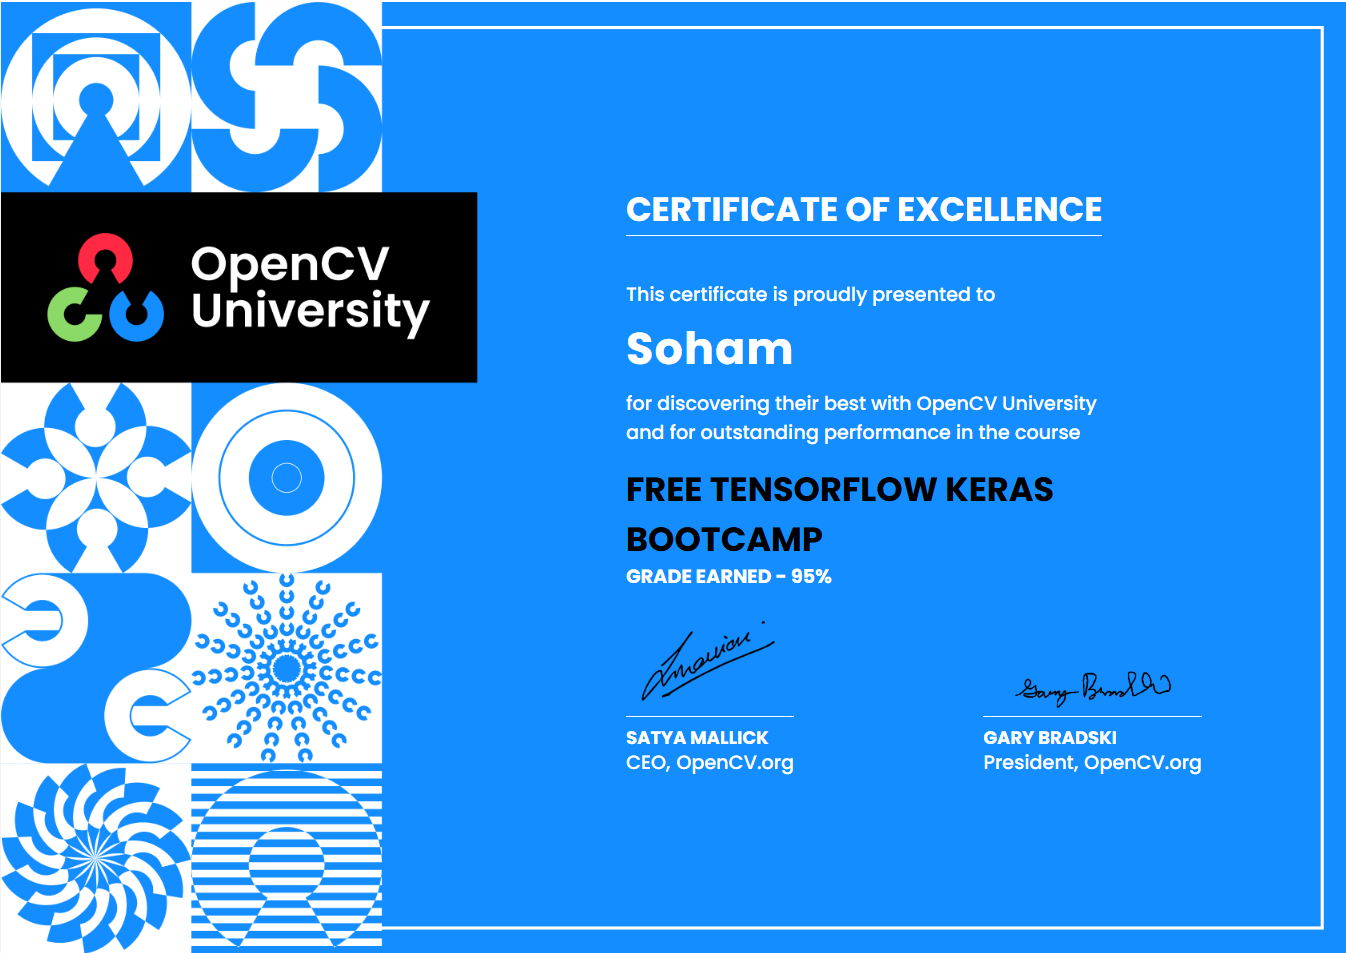 OpenCV
University
CERTIFICATE OF EXCELLENCE
This certificate is proudly presented to
Soham
for discovering their best with OpenCV University
and for outstanding performance in the course
FREE TENSORFLOW KERAS
BOOTCAMP
GRADE EARNED - 95%
SATYA MALLICK
CEO, OpenCV.org
Gary Bradski
GARY BRADSKI
President, OpenCV.org